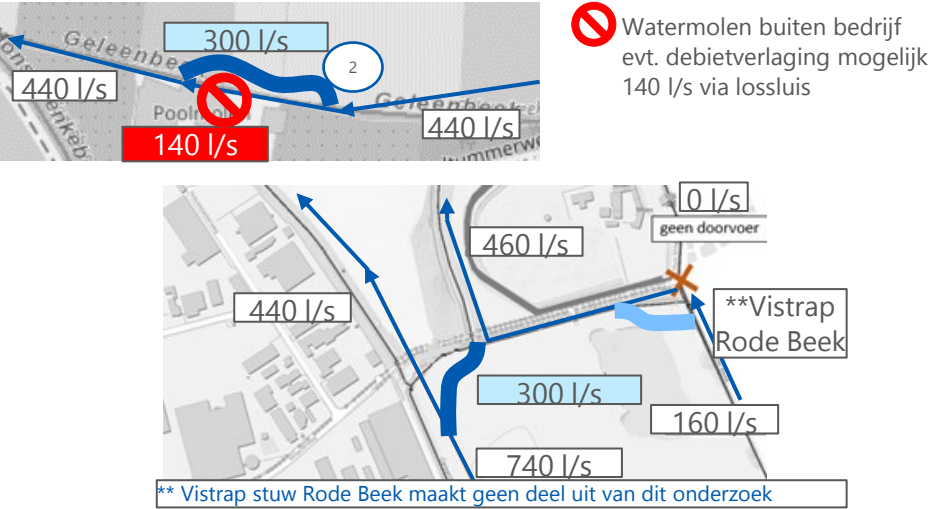 300 l/s
2
Geleenbeek
440 l/s
Geleenbeek
440 l/s
140 l/s
Watermolen buiten bedrijf
evt. debietverlaging mogelijk
140 l/s via lossluis
0 l/s
geen doorvoer
460 l/s
440 l/s
**Vistrap
Rode Beek
300 l/s
160 l/s
740 l/s
** Vistrap stuw Rode Beek maakt geen deel uit van dit onderzoek